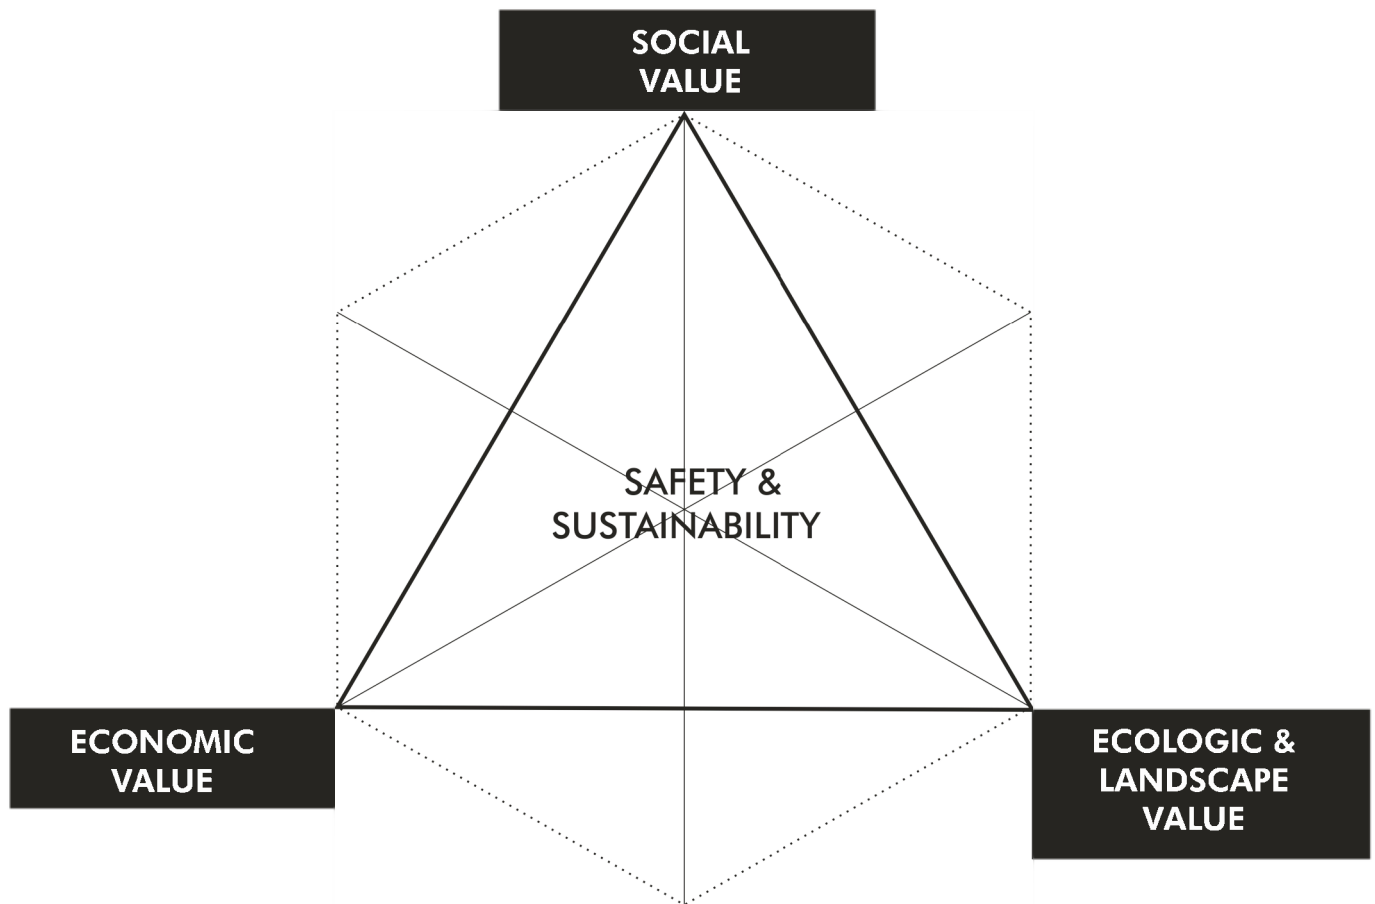 SOCIAL
VALUE
SAFETY &
SUSTAINABILITY
ECONOMIC
VALUE
ECOLOGIC &
LANDSCAPE
VALUE